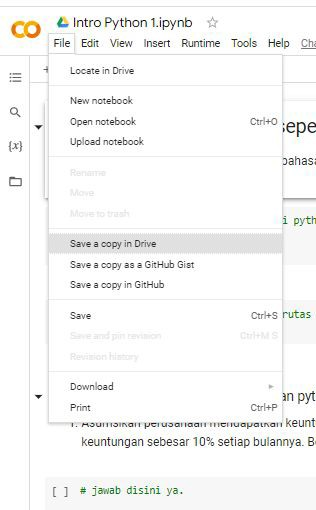 Intro Python 1.ipynb
File Edit View Insert Runtime Tools Help Cha
Locate in Drive
New notebook
Open notebook Ctrl+O
Upload notebook
Rename
Move
Move to trash
Save a copy in Drive
Save a copy as a GitHub Gist
Save a copy in GitHub
Save Ctrl+S
Save and pin revision Ctrl+M S
Revision history
Download
Print Ctrl+P
{x}
sepe
bahasa
i pyth
rutas
an pyt
1. Asumsikan perusahaan mendapatkan keunt
keuntungan sebesar 10% setiap bulannya. Be
[ ] # jawab disini ya.